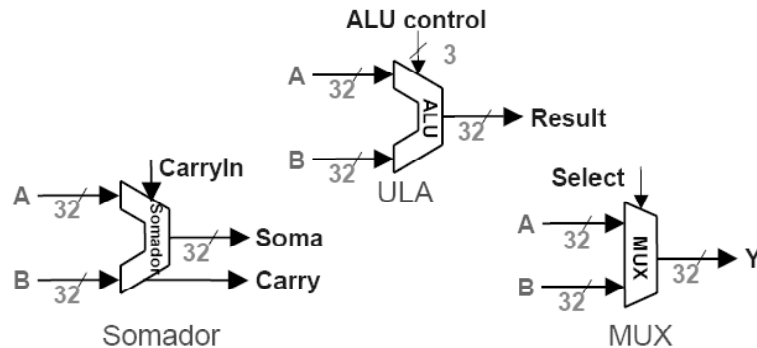 ALU control
3
A
32
ALU
32
Result
B
32
ULA
CarryIn
A
32
Somador
32
Soma
B
32
Carry
Somador
Select
A
32
MUX
32
Y
B
32
MUX